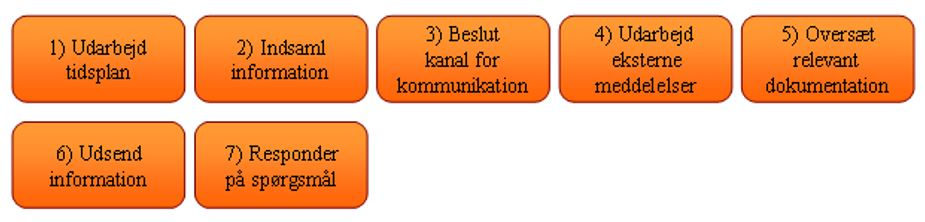 1) Udarbejd
tidsplan
2) Indsaml
information
3) Beslut
kanal for
kommunikation
4) Udarbejd
eksterne
meddelelser
5) Oversæt
relevant
dokumentation
6) Udsend
information
7) Responder
på spørgsmål